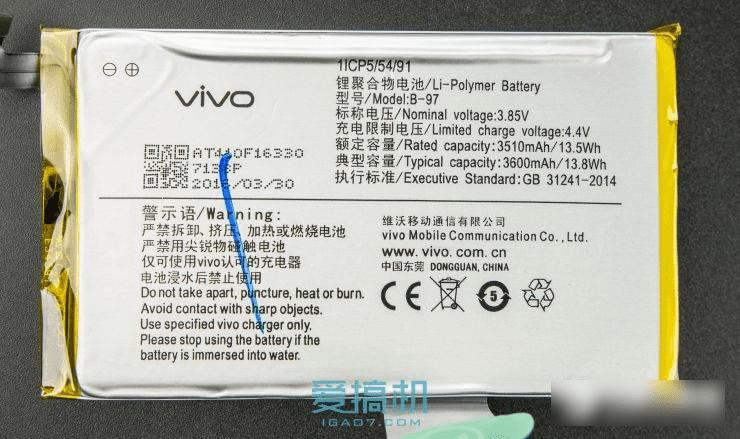 vivo
1ICP5/54/91
锂聚合物电池/Li-Polymer Battery
型号/Model:B-97
标称电压/Nominal voltage:3.85V
充电限制电压/Limited charge voltage:4.4V
额定容量/Rated capacity:3510mAh/13.5Wh
典型容量/Typical capacity:3600mAh/13.8Wh
执行标准/Executive Standard:GB 31241-2014
03/30
警示语/Warning:
严禁拆卸、挤压、加热或燃烧电池
严禁用尖锐物碰触电池
仅可使用vivo认可的充电器
电池浸水后禁止使用
Do not take apart, puncture, heat or burn.
Avoid contact with sharp objects.
Use specified vivo charger only.
Please stop using the battery if the
battery is immersed into water.
维沃移动通信有限公司
vivo Mobile Communication Co., Ltd.
www.vivo.com.cn
中国东莞 DONGGUAN, CHINA
CE
5
爱搞机
IGAO7.COM